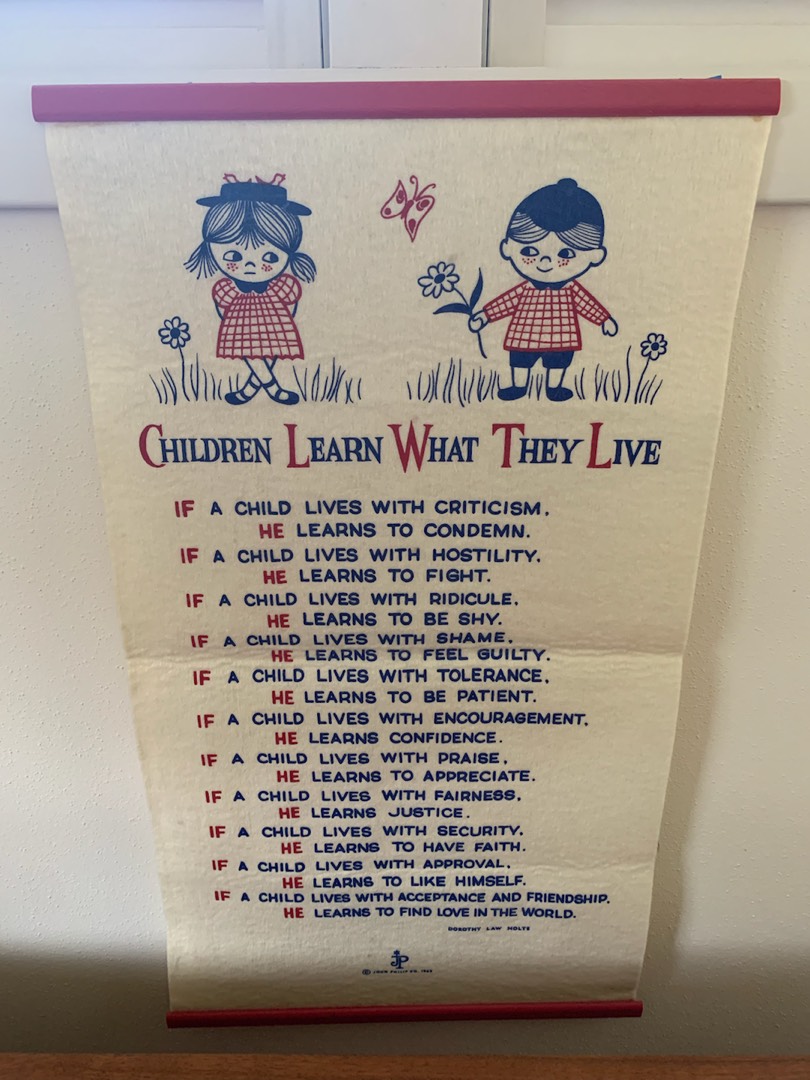 CHILDREN LEARN WHAT THEY LIVE
IF A CHILD LIVES WITH CRITICISM,
HE LEARNS TO CONDEMN.
IF A CHILD LIVES WITH HOSTILITY,
HE LEARNS TO FIGHT.
IF A CHILD LIVES WITH RIDICULE,
HE LEARNS TO BE SHY.
IF A CHILD LIVES WITH SHAME,
HE LEARNS TO FEEL GUILTY.
IF A CHILD LIVES WITH TOLERANCE,
HE LEARNS TO BE PATIENT.
IF A CHILD LIVES WITH ENCOURAGEMENT,
HE LEARNS CONFIDENCE.
IF A CHILD LIVES WITH PRAISE,
HE LEARNS TO APPRECIATE.
IF A CHILD LIVES WITH FAIRNESS,
HE LEARNS JUSTICE.
IF A CHILD LIVES WITH SECURITY,
HE LEARNS TO HAVE FAITH.
IF A CHILD LIVES WITH APPROVAL,
HE LEARNS TO LIKE HIMSELF.
IF A CHILD LIVES WITH ACCEPTANCE AND FRIENDSHIP,
HE LEARNS TO FIND LOVE IN THE WORLD.
DOROTHY LAW NOLTE
JP
© JOHN PHILIP CO.